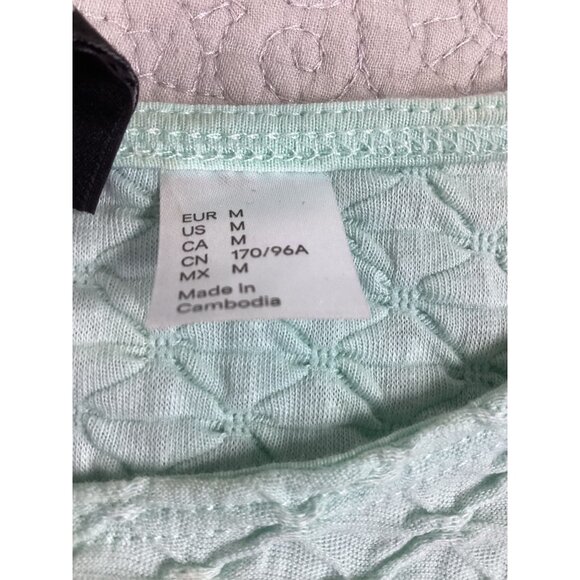 EUR M
US M
CA M
CN 170/96A
MX M
Made In
Cambodia